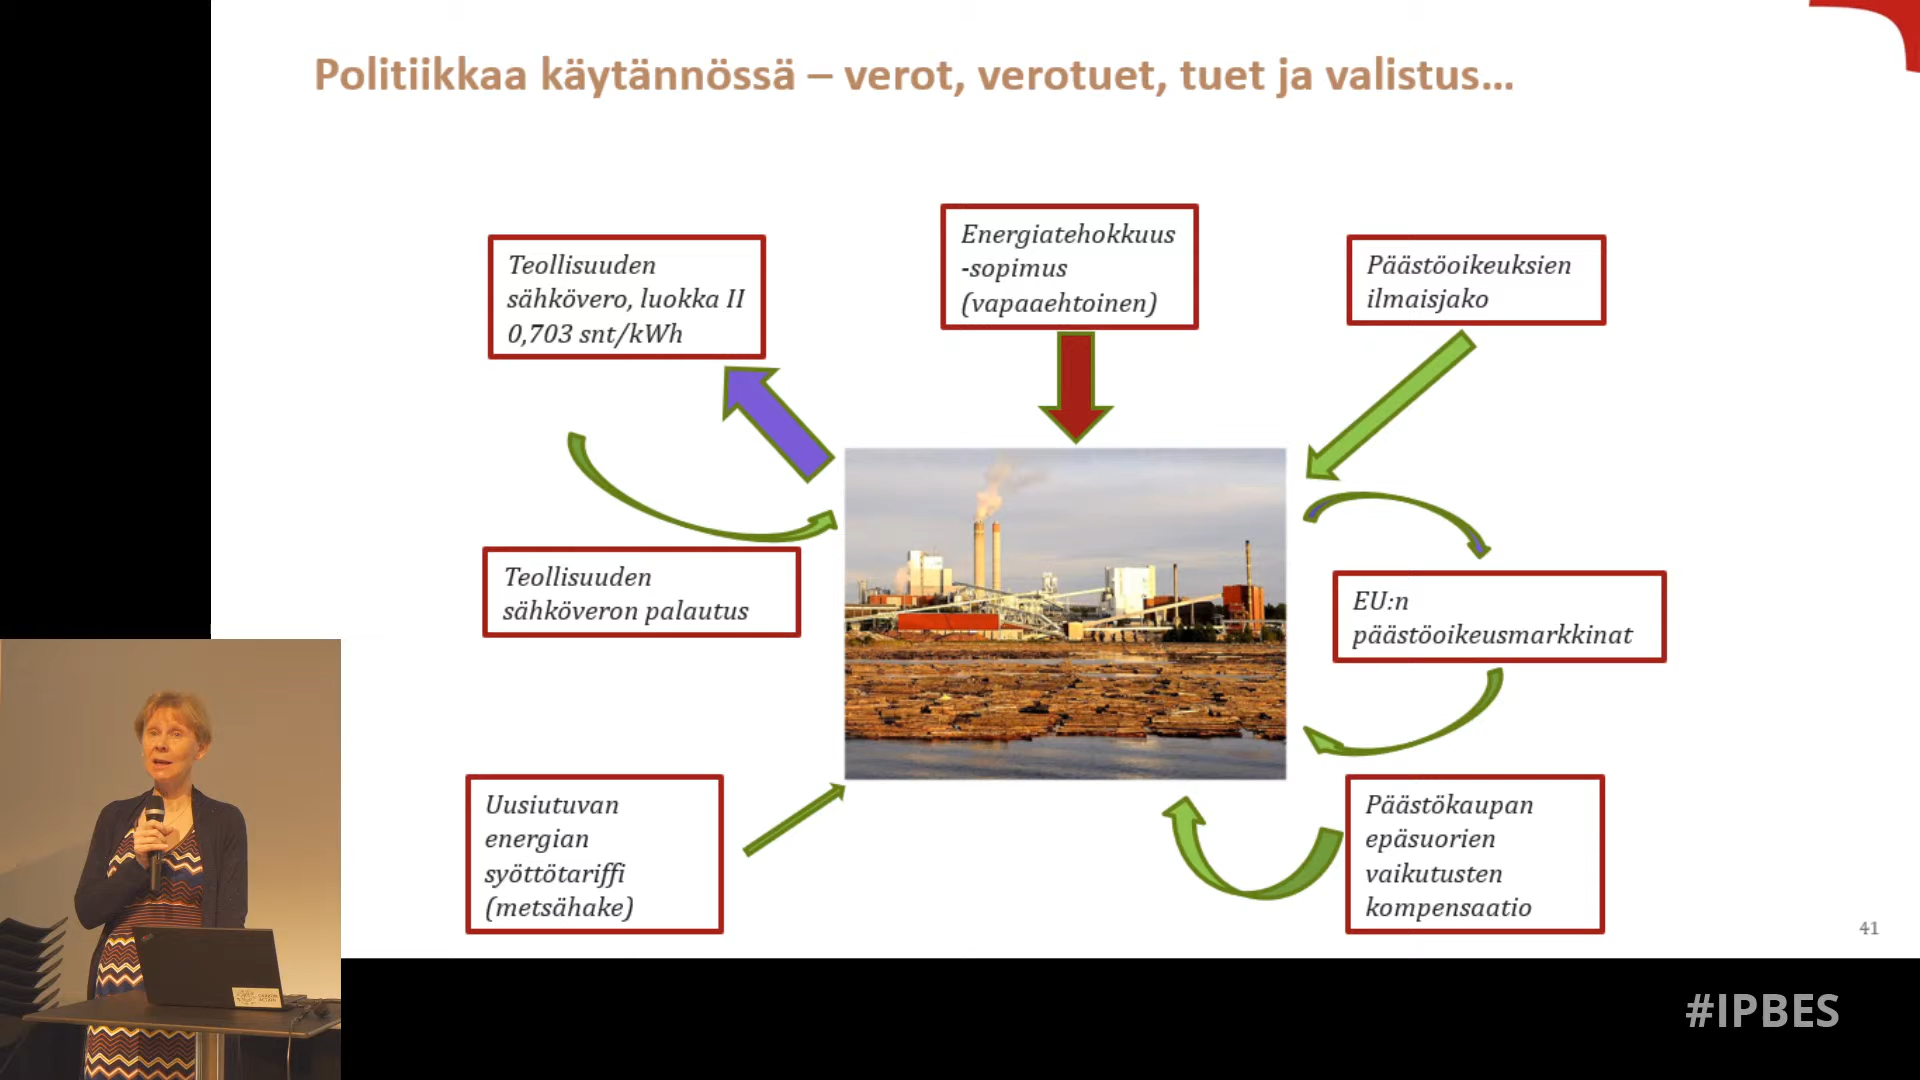 Politiikkaa käytännössä – verot, verotuet, tuet ja valistus...
Teollisuuden
sähkövero, luokka II
0,703 snt/kWh
Energiatehokkuus
-sopimus
(vapaaehtoinen)
Päästöoikeuksien
ilmaisjako
Teollisuuden
sähköveron palautus
EU:n
päästöoikeusmarkkinat
Uusiutuvan
energian
syöttötariffi
(metsähake)
Päästökaupan
epäsuorien
vaikutusten
kompensaatio
41
#IPBES